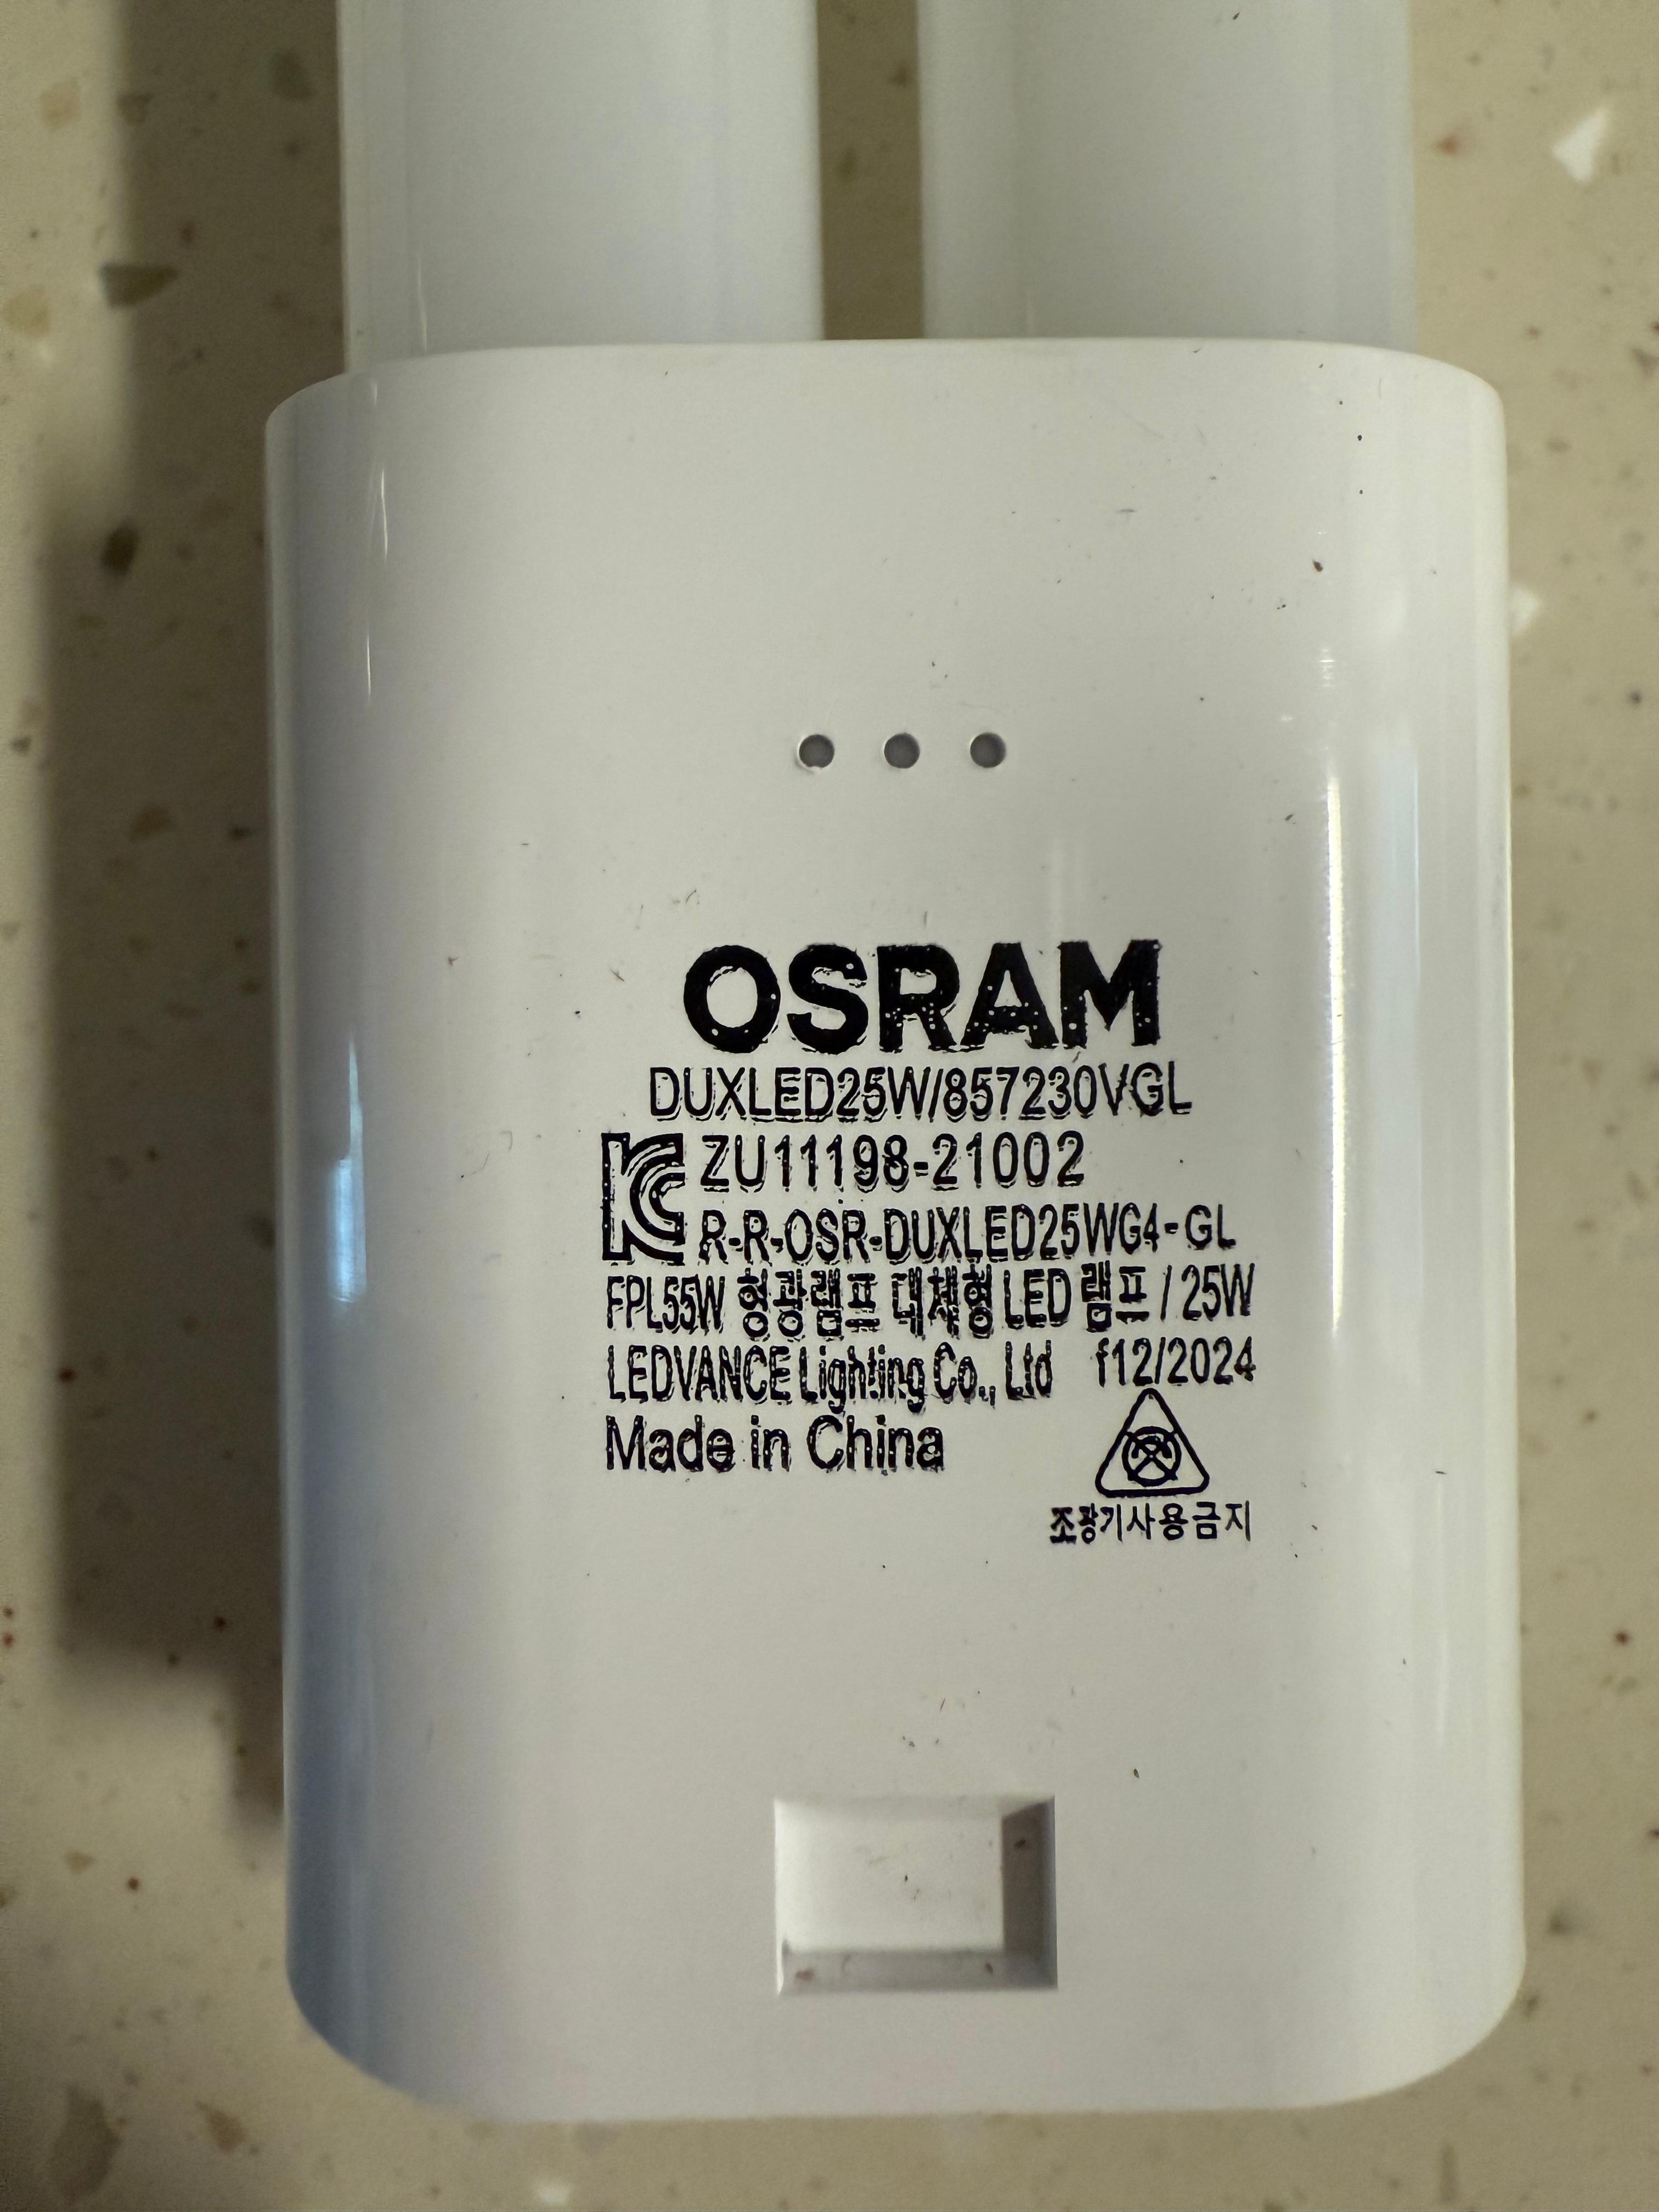 OSRAM
DUXLED25W/857230VGL
ZU11198-21002
R-R-OSR-DUXLED25WG4-GL
FPL55W 형광램프 대체형 LED 램프 / 25W
LEDVANCE Lighting Co., Ltd f12/2024
Made in China
조광기사용금지